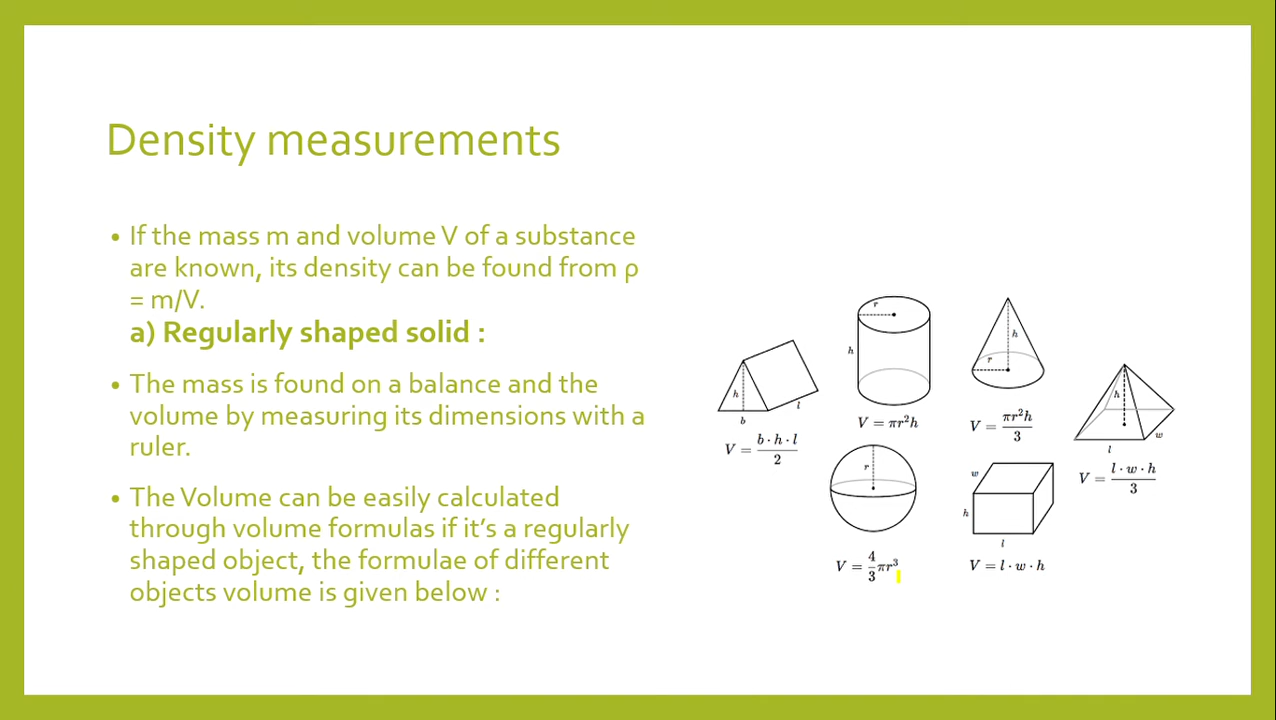 Density measurements
• If the mass m and volume V of a substance
are known, its density can be found from ρ
= m/V.
a) Regularly shaped solid :
• The mass is found on a balance and the
volume by measuring its dimensions with a
ruler.
• The Volume can be easily calculated
through volume formulas if it's a regularly
shaped object, the formulae of different
objects volume is given below :
h
b
l
V = b · h · l / 2
r
h
V = πr²h
h
r
V = πr²h / 3
h
w
l
V = l · w · h / 3
r
V = 4/3 πr³
w
h
l
V = l · w · h